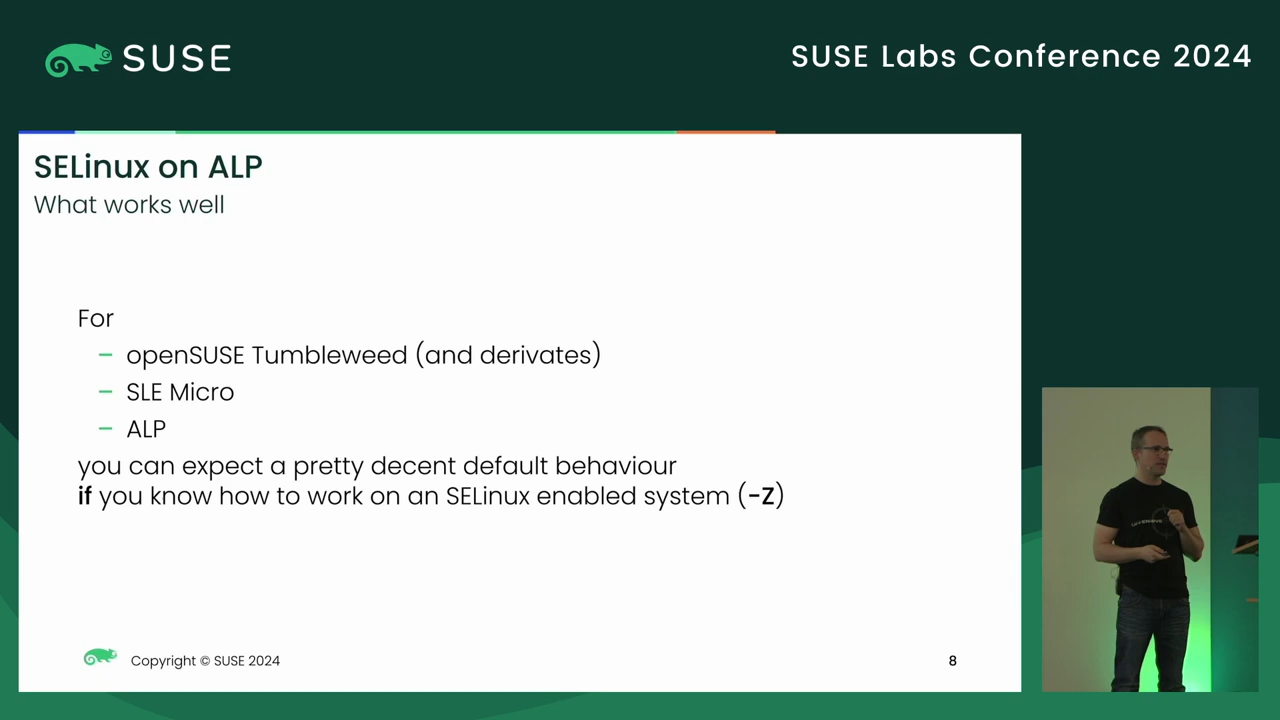 SUSE
SUSE Labs Conference 2024
SELinux on ALP
What works well
For
– openSUSE Tumbleweed (and derivates)
– SLE Micro
– ALP
you can expect a pretty decent default behaviour
if you know how to work on an SELinux enabled system (-Z)
Copyright © SUSE 2024
8